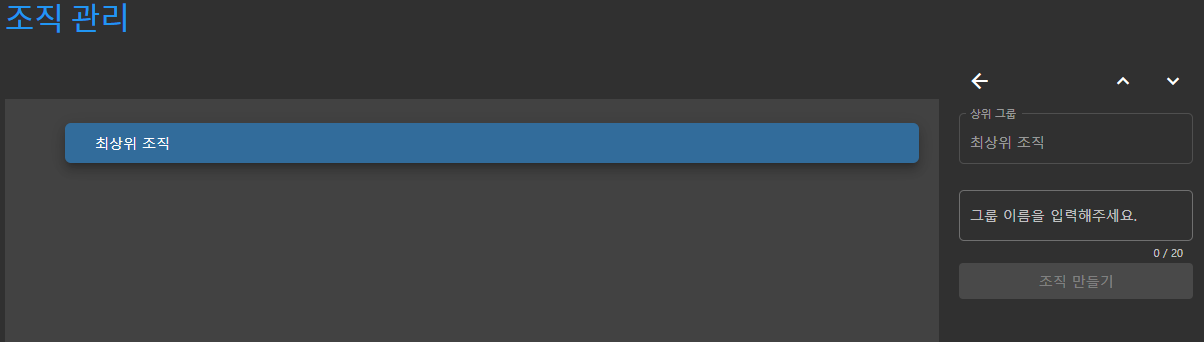 조직 관리
최상위 조직
상위 그룹
최상위 조직
그룹 이름을 입력해주세요.
0 / 20
조직 만들기